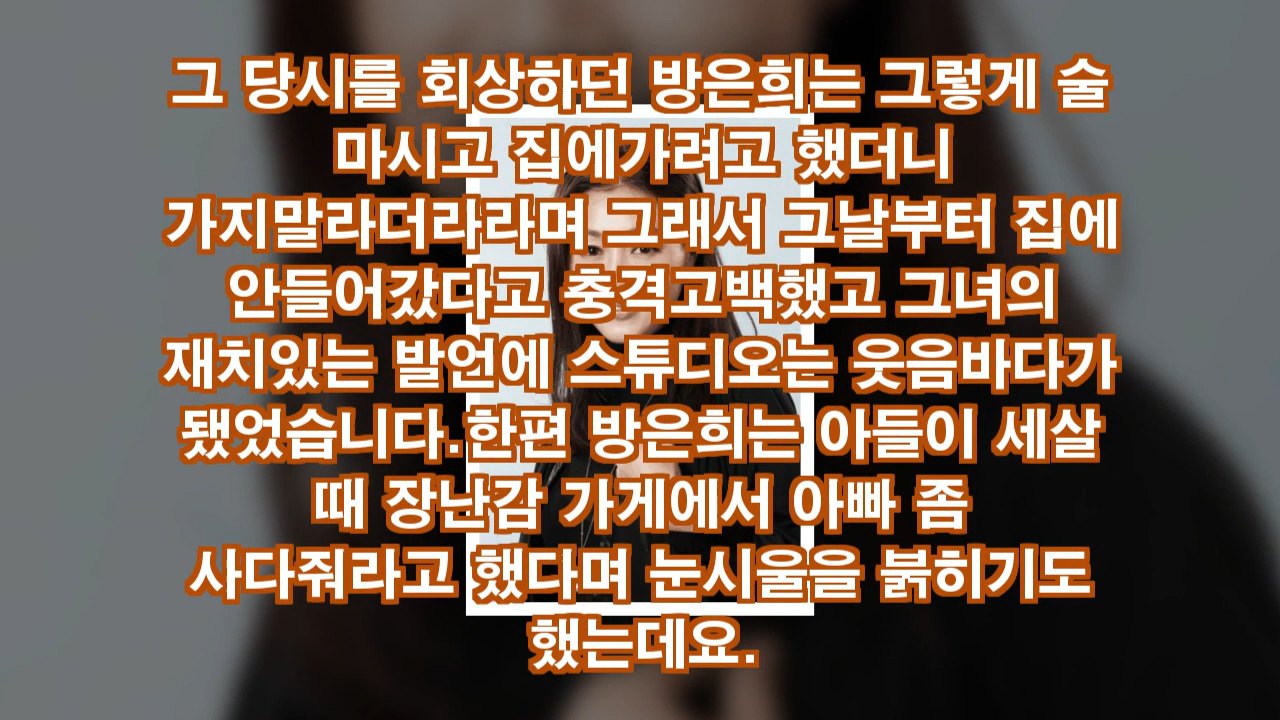 그 당시를 회상하던 방은희는 그렇게 술
마시고 집에가려고 했더니
가지말라더라라며 그래서 그날부터 집에
안들어갔다고 충격고백했고 그녀의
재치있는 발언에 스튜디오는 웃음바다가
됐었습니다.한편 방은희는 아들이 세살
때 장난감 가게에서 아빠 좀
사다줘라고 했다며 눈시울을 붉히기도
했는데요.